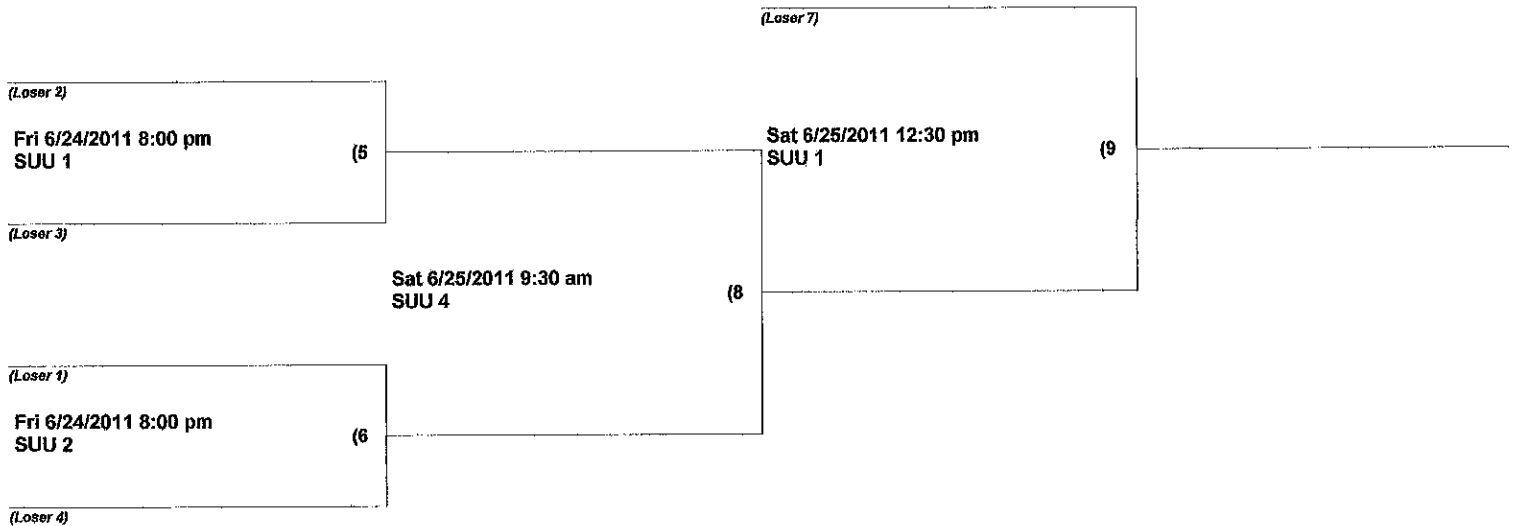 (Loser 7)
(Loser 2)
Fri 6/24/2011 8:00 pm
SUU 1
(5
(Loser 3)
Sat 6/25/2011 12:30 pm
SUU 1
(9
Sat 6/25/2011 9:30 am
SUU 4
(8
(Loser 1)
Fri 6/24/2011 8:00 pm
SUU 2
(6
(Loser 4)